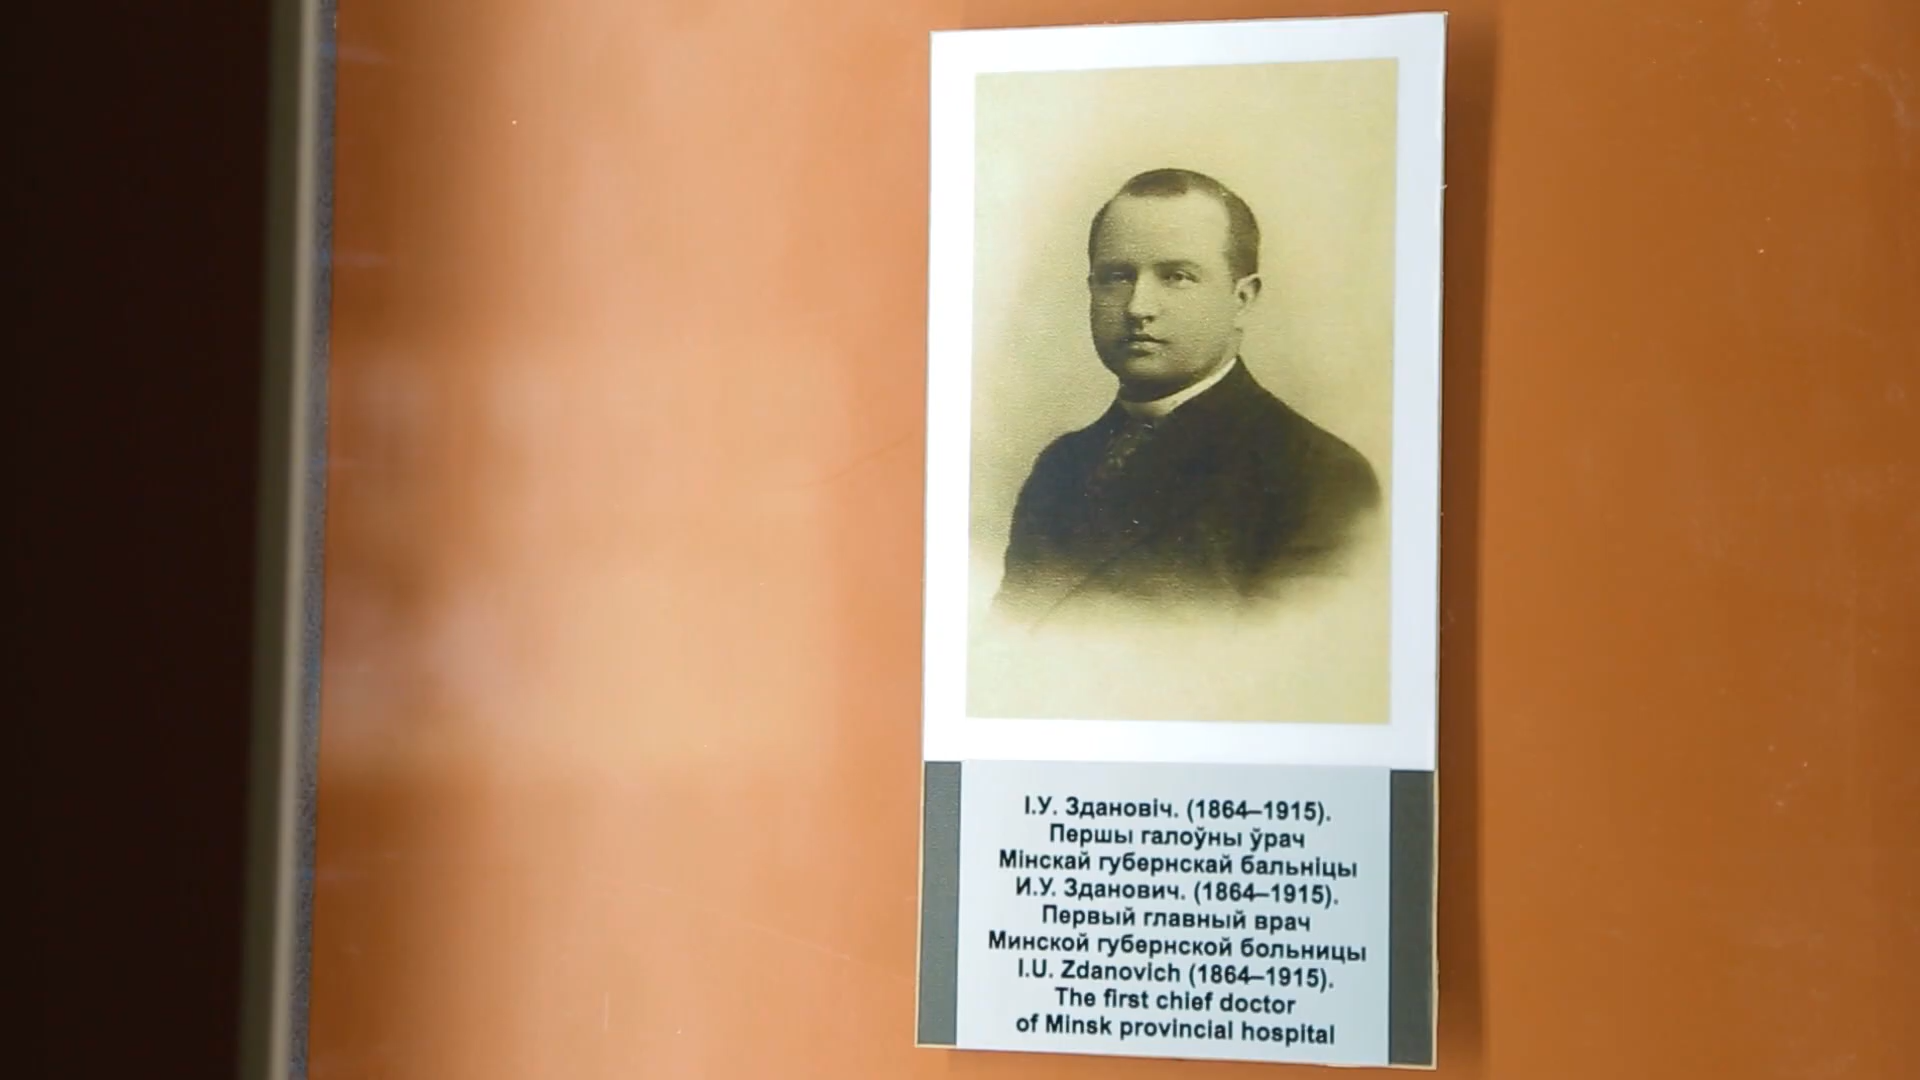 І.У. Здановіч. (1864–1915).
Першы галоўны ўрач
Мінскай губернскай бальніцы
И.У. Зданович. (1864–1915).
Первый главный врач
Минской губернской больницы
I.U. Zdanovich (1864–1915).
The first chief doctor
of Minsk provincial hospital